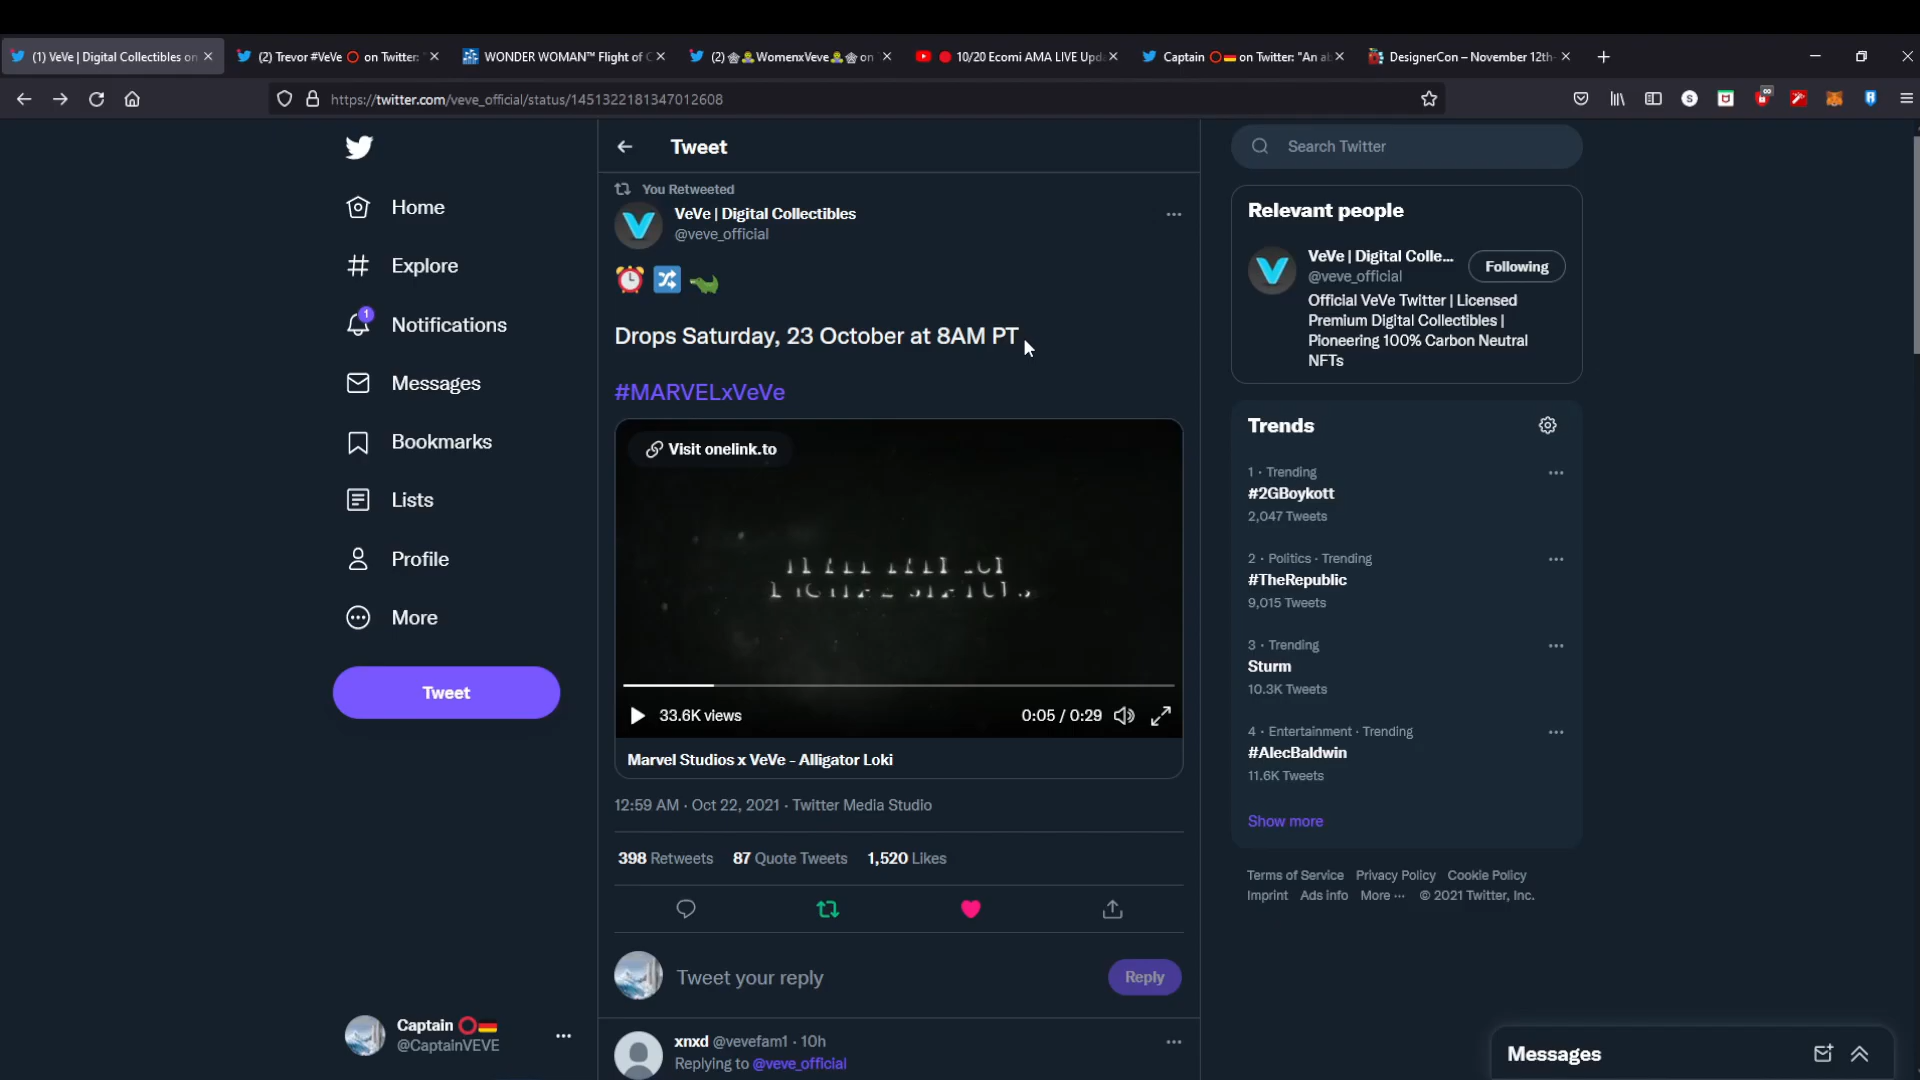 (1) VeVe | Digital Collectibles on
(2) Trevor #VeVe ⭕ on Twitter: "
WONDER WOMAN™ Flight of C
WomenxVeve on
10/20 Ecomi AMA LIVE Upda
Captain ⭕🇩🇪 on Twitter: "An ab
DesignerCon – November 12th-
https://twitter.com/veve_official/status/1451322181347012608
Home
Explore
1
Notifications
Messages
Bookmarks
Lists
Profile
More
Tweet
Captain ⭕🇩🇪
@CaptainVEVE
Tweet
You Retweeted
VeVe | Digital Collectibles
@veve_official
⏰ 🔀 🐊
Drops Saturday, 23 October at 8AM PT
#MARVELxVeVe
Visit onelink.to
33.6K views
0:05 / 0:29
Marvel Studios x VeVe - Alligator Loki
12:59 AM · Oct 22, 2021 · Twitter Media Studio
398 Retweets 87 Quote Tweets 1,520 Likes
Tweet your reply
Reply
xnxd @vevefam1 · 10h
Replying to @veve_official
Search Twitter
Relevant people
VeVe | Digital Colle...
@veve_official
Following
Official VeVe Twitter | Licensed
Premium Digital Collectibles |
Pioneering 100% Carbon Neutral
NFTs
Trends
1 · Trending
#2GBoykott
2,047 Tweets
2 · Politics · Trending
#TheRepublic
9,015 Tweets
3 · Trending
Sturm
10.3K Tweets
4 · Entertainment · Trending
#AlecBaldwin
11.6K Tweets
Show more
Terms of Service Privacy Policy Cookie Policy
Imprint Ads info More ··· © 2021 Twitter, Inc.
Messages